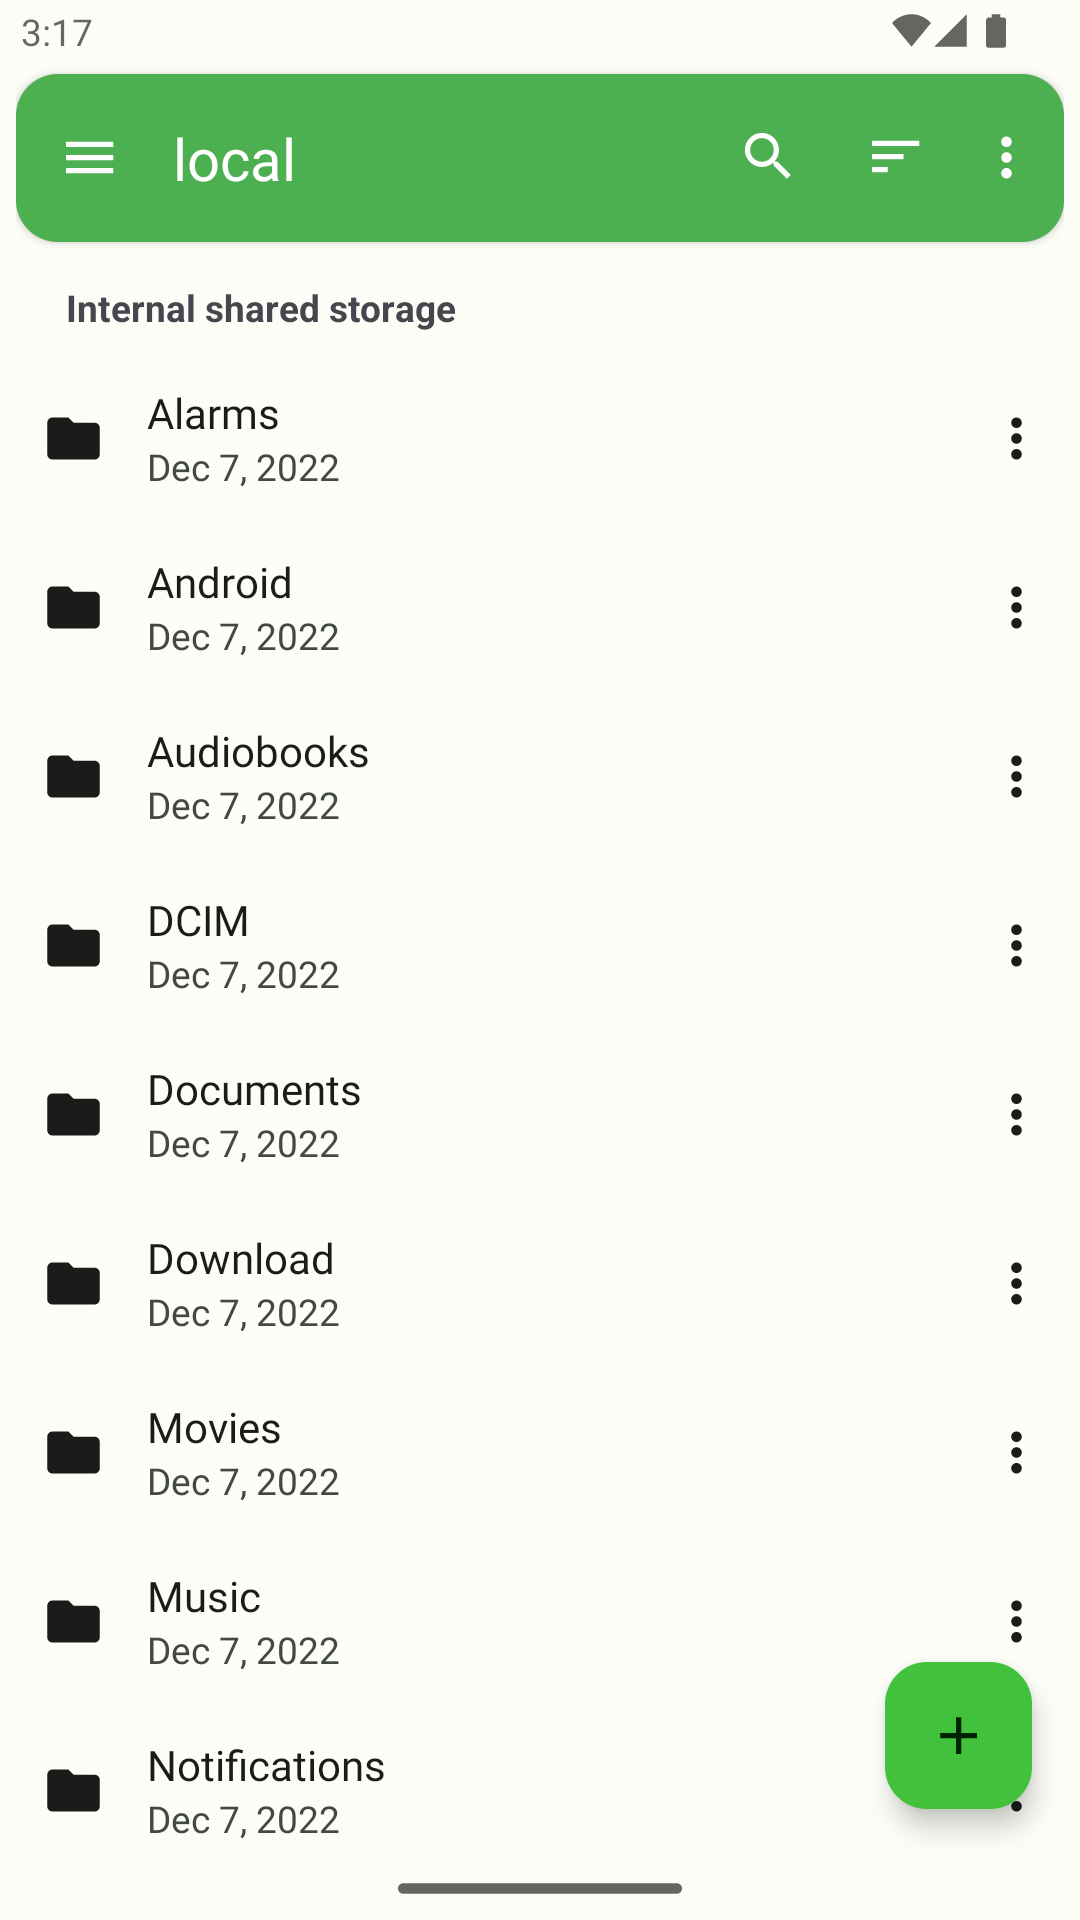 3:17
local
Internal shared storage
Alarms
Dec 7, 2022
Android
Dec 7, 2022
Audiobooks
Dec 7, 2022
DCIM
Dec 7, 2022
Documents
Dec 7, 2022
Download
Dec 7, 2022
Movies
Dec 7, 2022
Music
Dec 7, 2022
Notifications
Dec 7, 2022